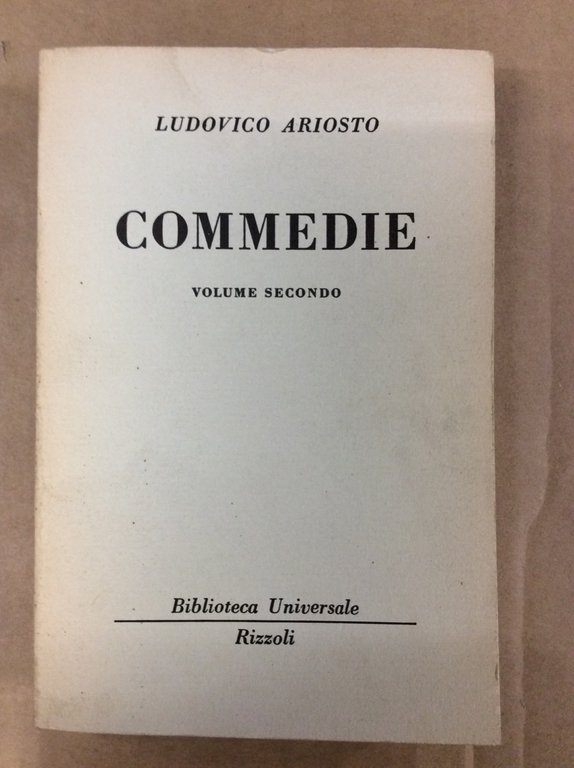 LUDOVICO ARIOSTO
COMMEDIE
VOLUME SECONDO
Biblioteca Universale
Rizzoli